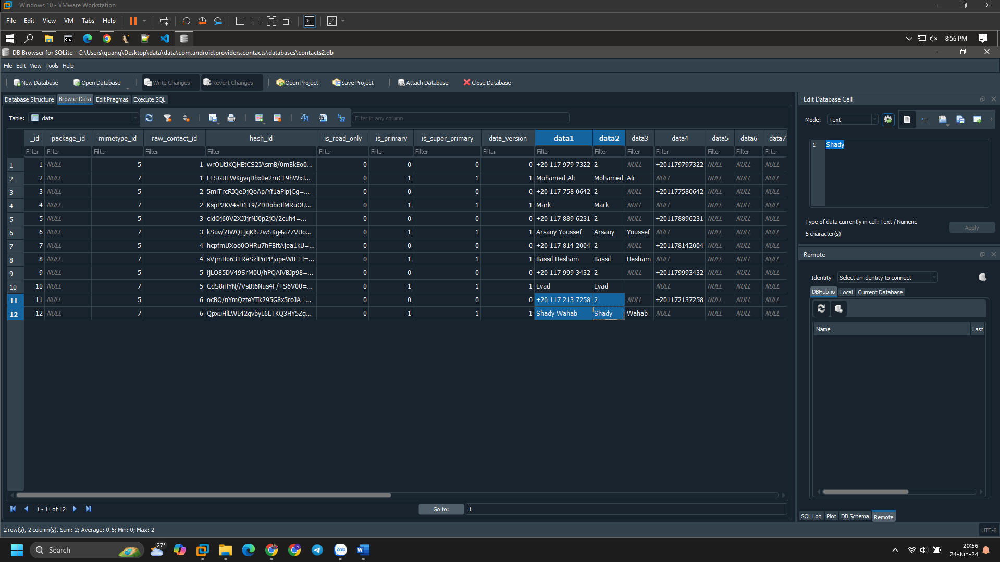 Windows 10 - VMware Workstation
File Edit View VM Tabs Help
8:56 PM
DB Browser for SQLite - C:\Users\quang\Desktop\data\data\com.android.providers.contacts\databases\contacts2.db
File Edit View Tools Help
New Database Open Database Write Changes Revert Changes Open Project Save Project Attach Database Close Database
Database Structure Browse Data Edit Pragmas Execute SQL
Table: data Filter in any column
_id package_id mimetype_id raw_contact_id hash_id is_read_only is_primary is_super_primary data_version data1 data2 data3 data4 data5 data6 data7
Filter Filter Filter Filter Filter Filter Filter Filter Filter Filter Filter Filter Filter Filter Filter Filter
1 1 NULL 5 1 wrOUtJKQHEtCS2IAsmB/0mBkEo0... 0 0 0 0 +20 117 979 7322 2 NULL +201179797322 NULL NULL NULL
2 2 NULL 7 1 LESGUEWKgvqDbx0e2ruCL9hWxJ... 0 1 1 1 Mohamed Ali Mohamed Ali NULL NULL NULL NULL
3 3 NULL 5 2 5miTrcRIQeDjQoAp/Yf1aPipjCg=... 0 0 0 0 +20 117 758 0642 2 NULL +201177580642 NULL NULL NULL
4 4 NULL 7 2 KspP2KV4sD1+9/ZDDobcJlMRuOU... 0 1 1 1 Mark Mark NULL NULL NULL NULL NULL
5 5 NULL 5 3 cldOj60V2XJJjrNJ0p2jO/2cuh4=... 0 0 0 0 +20 117 889 6231 2 NULL +201178896231 NULL NULL NULL
6 6 NULL 7 3 kSuv/7IWQEjqKlS2wSKg4a77VUo... 0 1 1 1 Arsany Youssef Arsany Youssef NULL NULL NULL NULL
7 7 NULL 5 4 hcpfmUXoo0OHRu7hFBftAjea1kU=... 0 0 0 0 +20 117 814 2004 2 NULL +201178142004 NULL NULL NULL
8 8 NULL 7 4 sVjmHo63TReSzlPnPPjapeWtF+I=... 0 1 1 1 Bassil Hesham Bassil Hesham NULL NULL NULL NULL
9 9 NULL 5 5 ijLO85DV49SrM0U/hPQAlVBJp98=... 0 0 0 0 +20 117 999 3432 2 NULL +201179993432 NULL NULL NULL
10 10 NULL 7 5 CdS8iHYN//VsBt6Nus4F/+S6V00=... 0 1 1 1 Eyad Eyad NULL NULL NULL NULL
11 11 NULL 5 6 ocBQ/nYmQzteYIIk295G8x5roJA=... 0 0 0 0 +20 117 213 7258 2 NULL +201172137258 NULL NULL NULL
12 12 NULL 7 6 QpxuHlLWL42qvbyL6LTKQ3HY5Zg... 0 1 1 1 Shady Wahab Shady Wahab NULL NULL NULL NULL
1 - 11 of 12 Go to: 1
2 row(s), 2 column(s). Sum: 2; Average: 0.5; Min: 0; Max: 2
Edit Database Cell
Mode: Text
1 Shady
Type of data currently in cell: Text / Numeric
5 character(s)
Apply
Remote
Identity Select an identity to connect
DBHub.io Local Current Database
Name Last
SQL Log Plot DB Schema Remote
UTF-8
Search
27°
Zalo
20:56
24-Jun-24